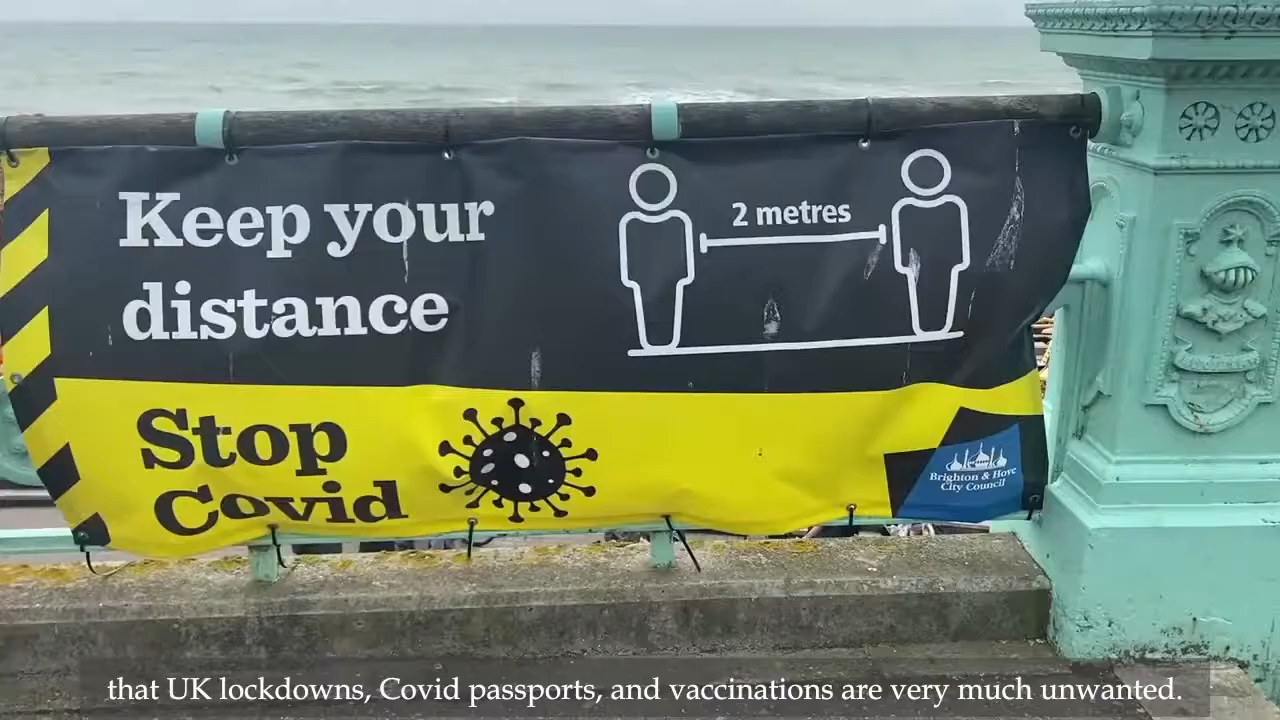 Keep your
distance
2 metres
Stop
Covid
Brighton & Hove
City Council
that UK lockdowns, Covid passports, and vaccinations are very much unwanted.